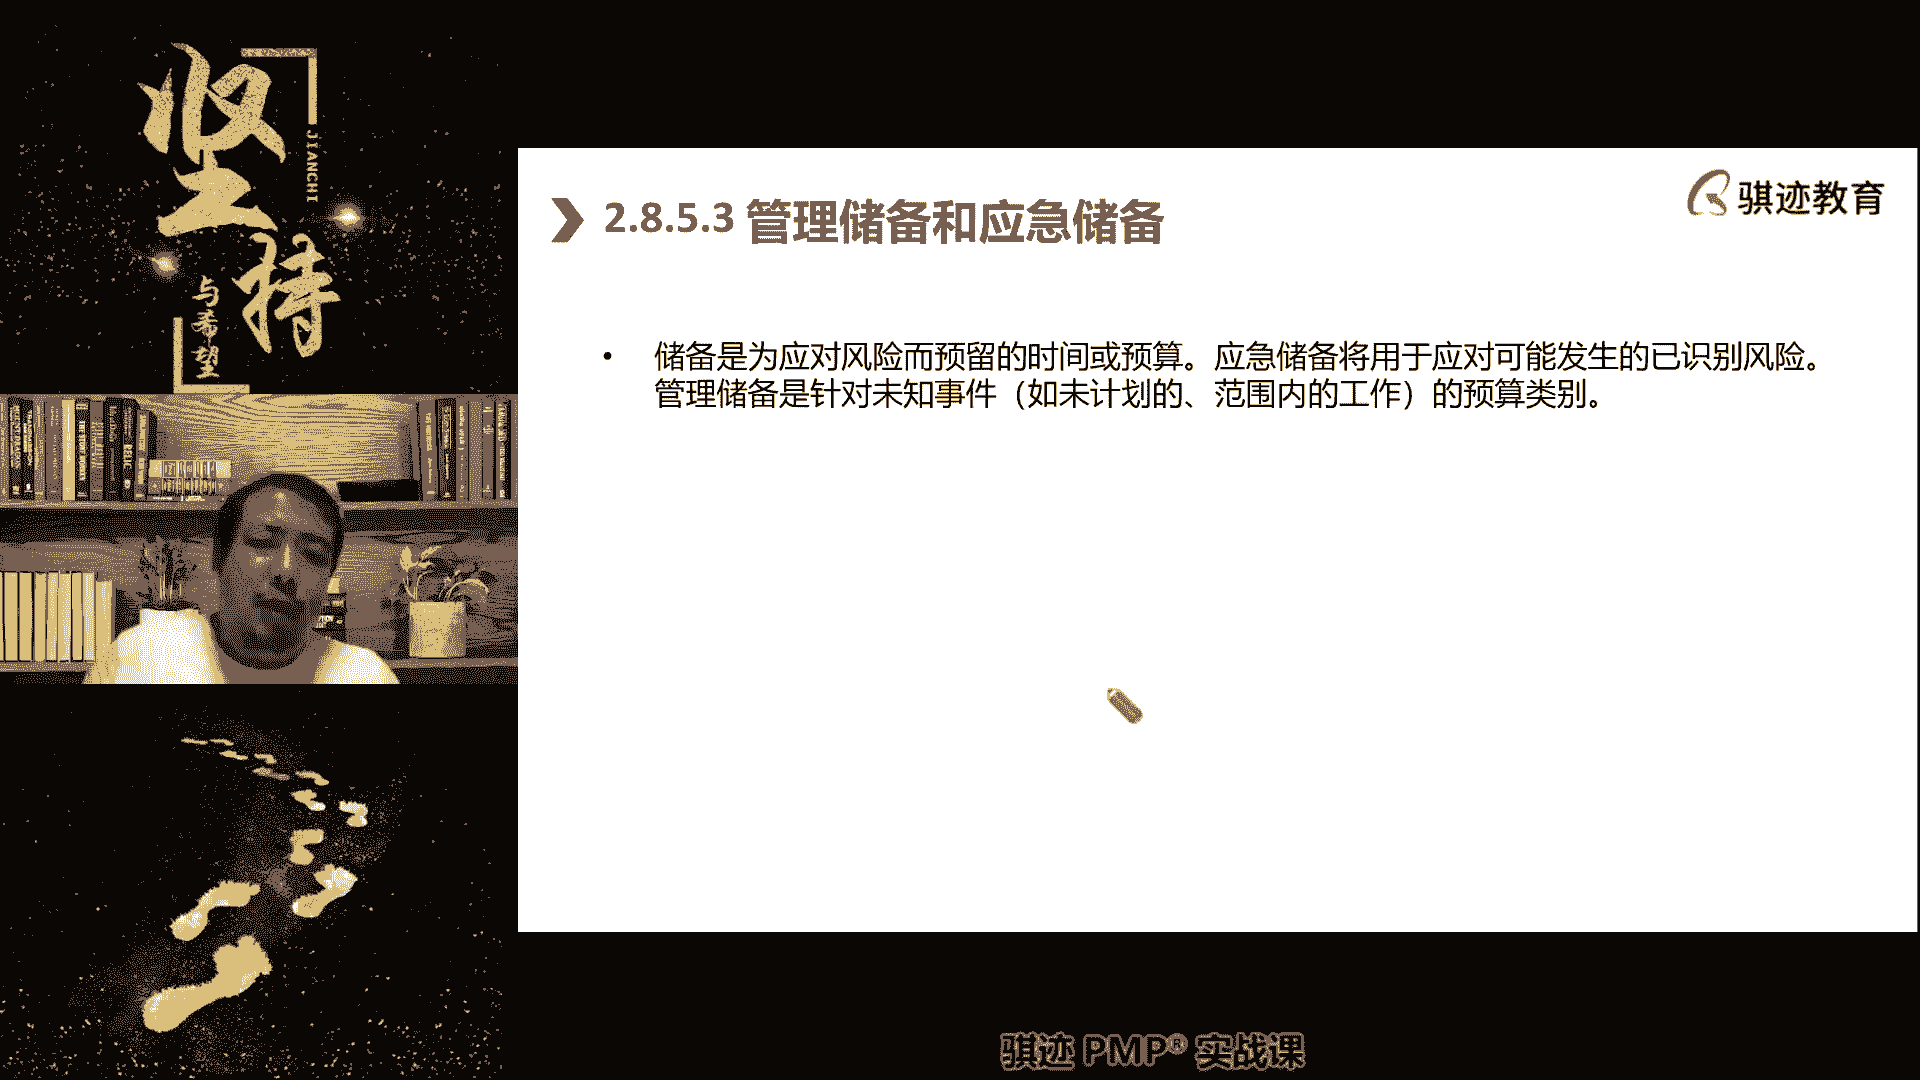 坚持
JIANCHI
与希望
骐迹教育
2.8.5.3 管理储备和应急储备
• 储备是为应对风险而预留的时间或预算。应急储备将用于应对可能发生的已识别风险。
管理储备是针对未知事件（如未计划的、范围内的工作）的预算类别。
骐迹 PMP® 实战课